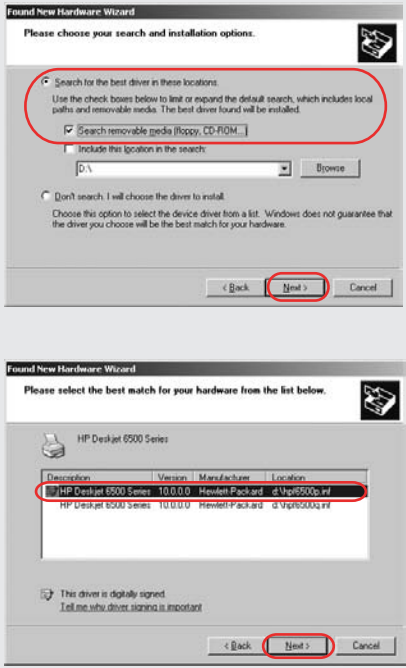 Found New Hardware Wizard
Please choose your search and installation options.
Search for the best driver in these locations.
Use the check boxes below to limit or expand the default search, which includes local
paths and removable media. The best driver found will be installed.
Search removable media (floppy, CD-ROM...)
Include this location in the search:
D:\
Browse
Don't search. I will choose the driver to install.
Choose this option to select the device driver from a list. Windows does not guarantee that
the driver you choose will be the best match for your hardware.
< Back
Next >
Cancel
Found New Hardware Wizard
Please select the best match for your hardware from the list below.
HP Deskjet 6500 Series
Description Version Manufacturer Location
HP Deskjet 6500 Series 10.0.0.0 Hewlett-Packard d:\hpf6500p.inf
HP Deskjet 6500 Series 10.0.0.0 Hewlett-Packard d:\hpf6500q.inf
This driver is digitally signed.
Tell me why driver signing is important
< Back
Next >
Cancel